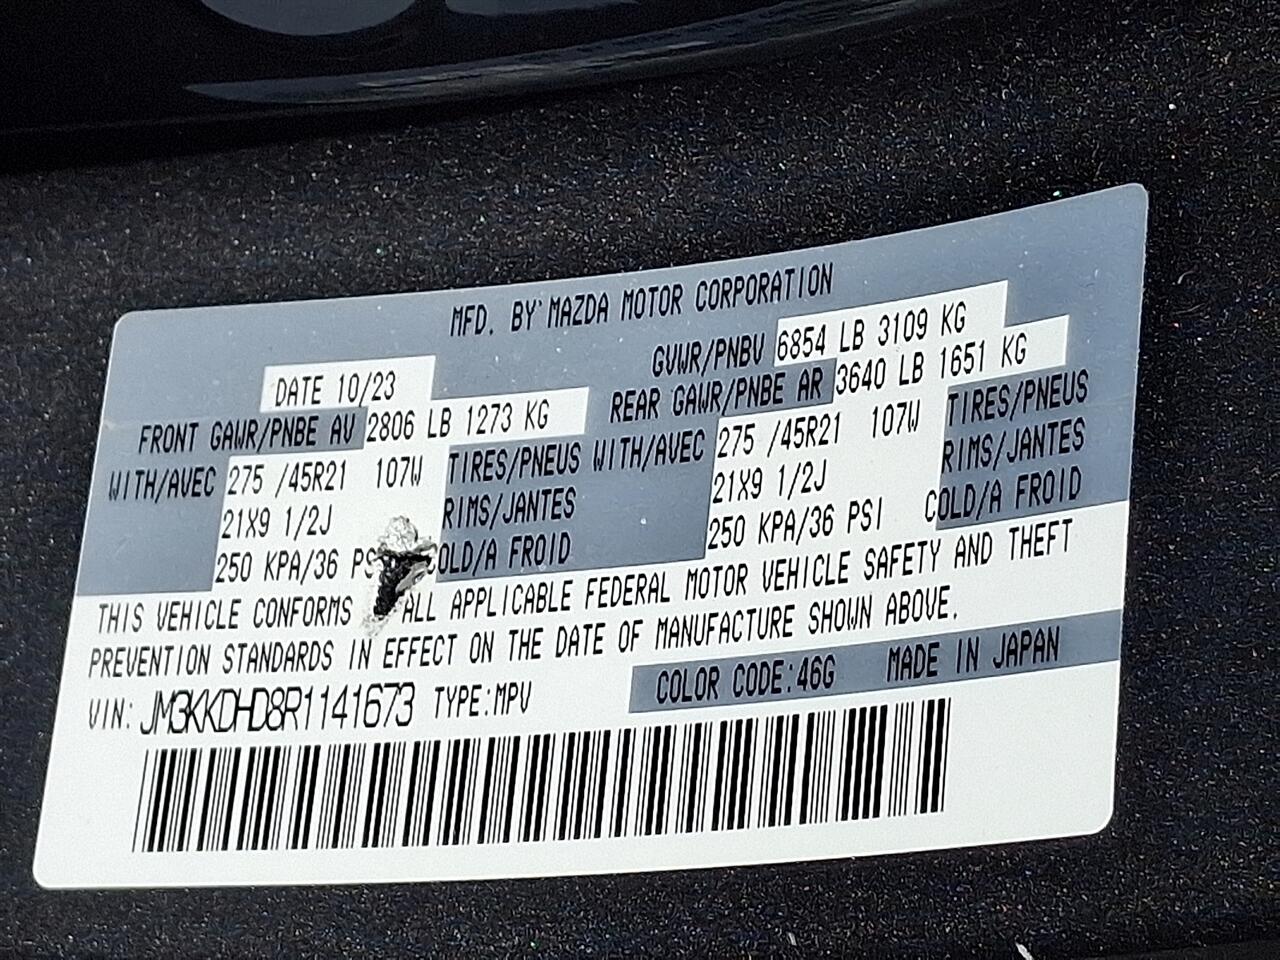 MFD. BY MAZDA MOTOR CORPORATION
DATE 10/23 GVWR/PNBV 6854 LB 3109 KG
FRONT GAWR/PNBE AV 2806 LB 1273 KG REAR GAWR/PNBE AR 3640 LB 1651 KG
WITH/AVEC 275 /45R21 107W TIRES/PNEUS WITH/AVEC 275 /45R21 107W TIRES/PNEUS
21X9 1/2J RIMS/JANTES 21X9 1/2J RIMS/JANTES
250 KPA/36 PS OLD/A FROID 250 KPA/36 PSI COLD/A FROID
THIS VEHICLE CONFORMS ALL APPLICABLE FEDERAL MOTOR VEHICLE SAFETY AND THEFT
PREVENTION STANDARDS IN EFFECT ON THE DATE OF MANUFACTURE SHOWN ABOVE.
VIN: JM3KKDHD8R1141673 TYPE:MPV COLOR CODE:46G MADE IN JAPAN